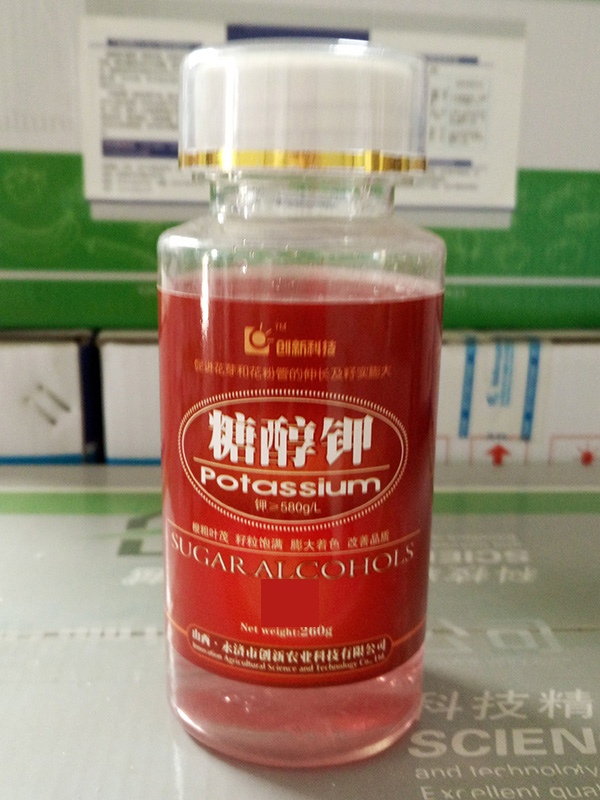 TM
创新科技
促进花芽和花粉管的伸长及籽实膨大
糖醇钾
Potassium
钾≥580g/L
根粗叶茂 籽粒饱满 膨大着色 改善品质
SUGAR ALCOHOLS
Net weight:260g
山西·永济市创新农业科技有限公司
Innovation Agricultural Science and Technology Co., Ltd.
科技精
SCIEN
and technology
Excellent qua